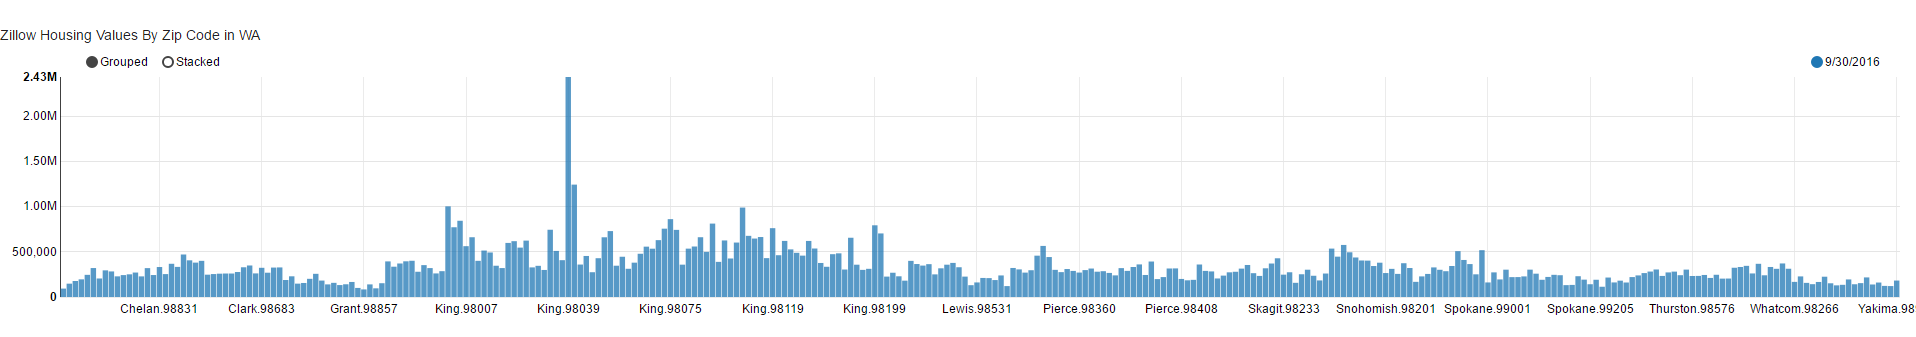 Zillow Housing Values By Zip Code in WA
Grouped Stacked 9/30/2016
2.43M
2.00M
1.50M
1.00M
500,000
0
Chelan.98831 Clark.98683 Grant.98857 King.98007 King.98039 King.98075 King.98119 King.98199 Lewis.98531 Pierce.98360 Pierce.98408 Skagit.98233 Snohomish.98201 Spokane.99001 Spokane.99205 Thurston.98576 Whatcom.98266 Yakima.98